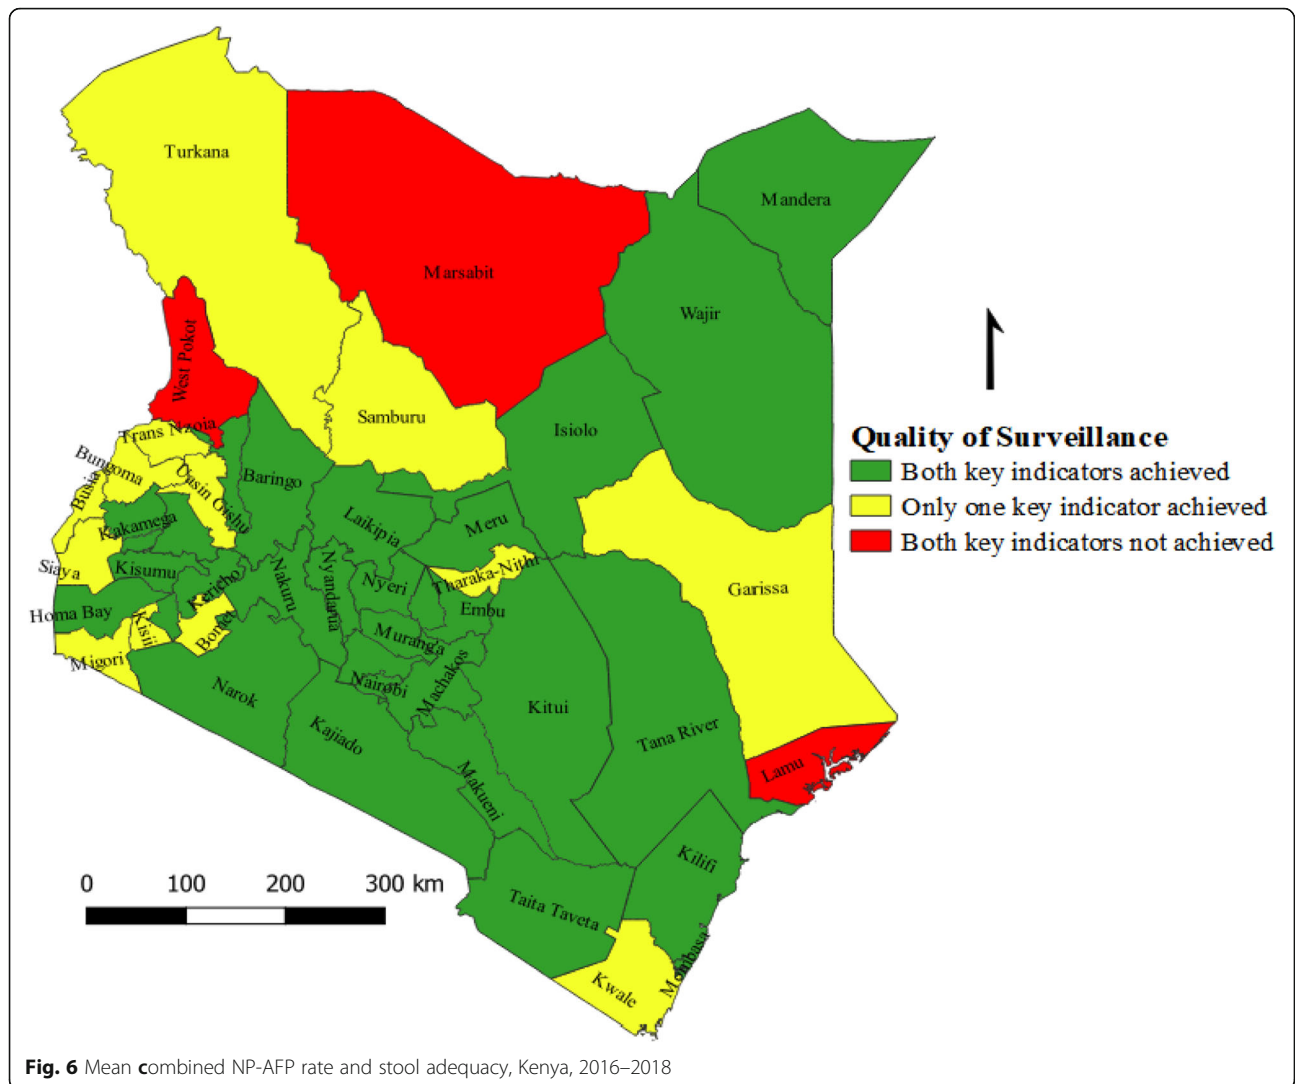 Turkana
Mandera
Marsabit
Wajir
West Pokot
Samburu
Trans Nzoia
Isiolo
Quality of Surveillance
Bungoma
Baringo
Both key indicators achieved
Busia
Uasin Gishu
Only one key indicator achieved
Kakamega
Laikipia
Meru
Both key indicators not achieved
Siaya
Kisumu
Kericho
Nakuru
Nyandarua
Nyeri
Tharaka-Nithi
Garissa
Homa Bay
Kisii
Bomet
Embu
Muranga
Migori
Narok
Nairobi
Machakos
Kitui
Kajiado
Tana River
Makueni
Lamu
Kilifi
0 100 200 300 km
Taita Taveta
Mombasa
Kwale
Fig. 6 Mean combined NP-AFP rate and stool adequacy, Kenya, 2016–2018